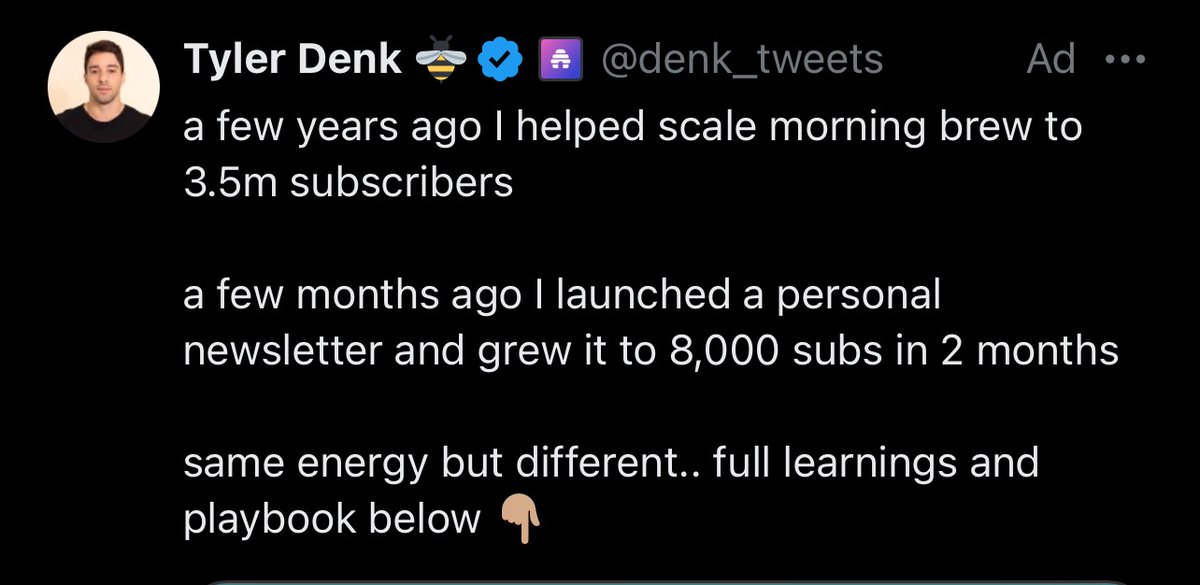 Tyler Denk 🐝 @denk_tweets Ad
a few years ago I helped scale morning brew to
3.5m subscribers
a few months ago I launched a personal
newsletter and grew it to 8,000 subs in 2 months
same energy but different.. full learnings and
playbook below 👇🏽